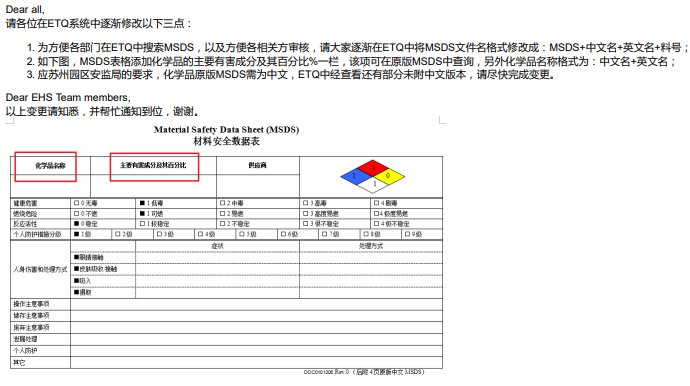 Dear all,
请各位在ETQ系统中逐渐修改以下三点：
1. 为方便各部门在ETQ中搜索MSDS，以及方便各相关方审核，请大家逐渐在ETQ中将MSDS文件名格式修改成：MSDS+中文名+英文名+料号；
2. 如下图，MSDS表格添加化学品的主要有害成分及其百分比%一栏，该项可在原版MSDS中查询，另外化学品名称格式为：中文名+英文名；
3. 应苏州园区安监局的要求，化学品原版MSDS需为中文，ETQ中经查看还有部分未附中文版本，请尽快完成变更。
Dear EHS Team members,
以上变更请知悉，并帮忙通知到位，谢谢。
Material Safety Data Sheet (MSDS)
材料安全数据表
化学品名称 主要有害成分及其百分比 供应商
1
1 0
1
健康危害 □ 0 无毒 ■ 1 低毒 □ 2 中毒 □ 3 高毒 □ 4 剧毒
燃烧危险 □ 0 不燃 ■ 1 可燃 □ 2 易燃 □ 3 高度易燃 □ 4 极度易燃
反应活性 ■ 0 稳定 □ 1 较稳定 □ 2 不稳定 □ 3 很不稳定 □ 4 极不稳定
个人防护措施分级 ■ 1级 □ 2级 □ 3级 □ 4级 □ 5级 □ 6级 □ 7级 □ 8级 □ 9级
症状 处理方式
人身伤害和处理方式
■眼睛接触
■皮肤吸收/接触
■吸入
■摄取
操作注意事项
储存注意事项
废弃注意事项
泄漏处理
个人防护
其它
DOC0101206 Rev.0 （后附 4 页原版中文 MSDS）